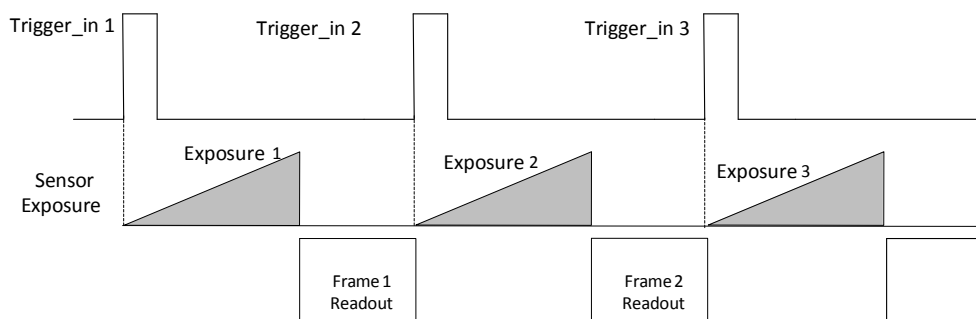 Trigger_in 1
Trigger_in 2
Trigger_in 3
Exposure 1
Exposure 2
Exposure 3
Sensor
Exposure
Frame 1
Readout
Frame 2
Readout